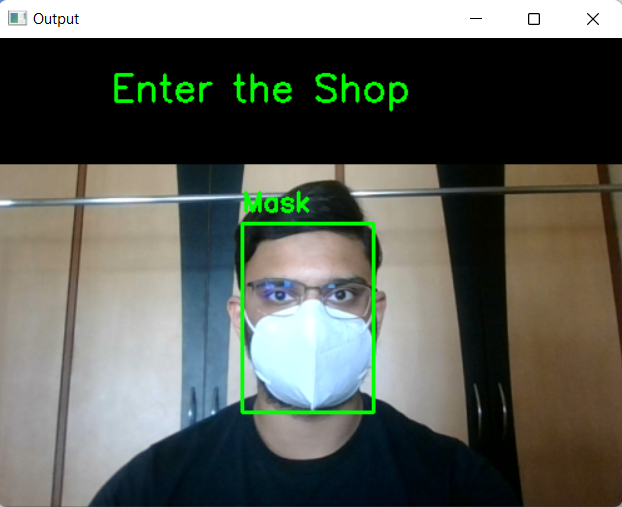 Output
Enter the Shop
Mask